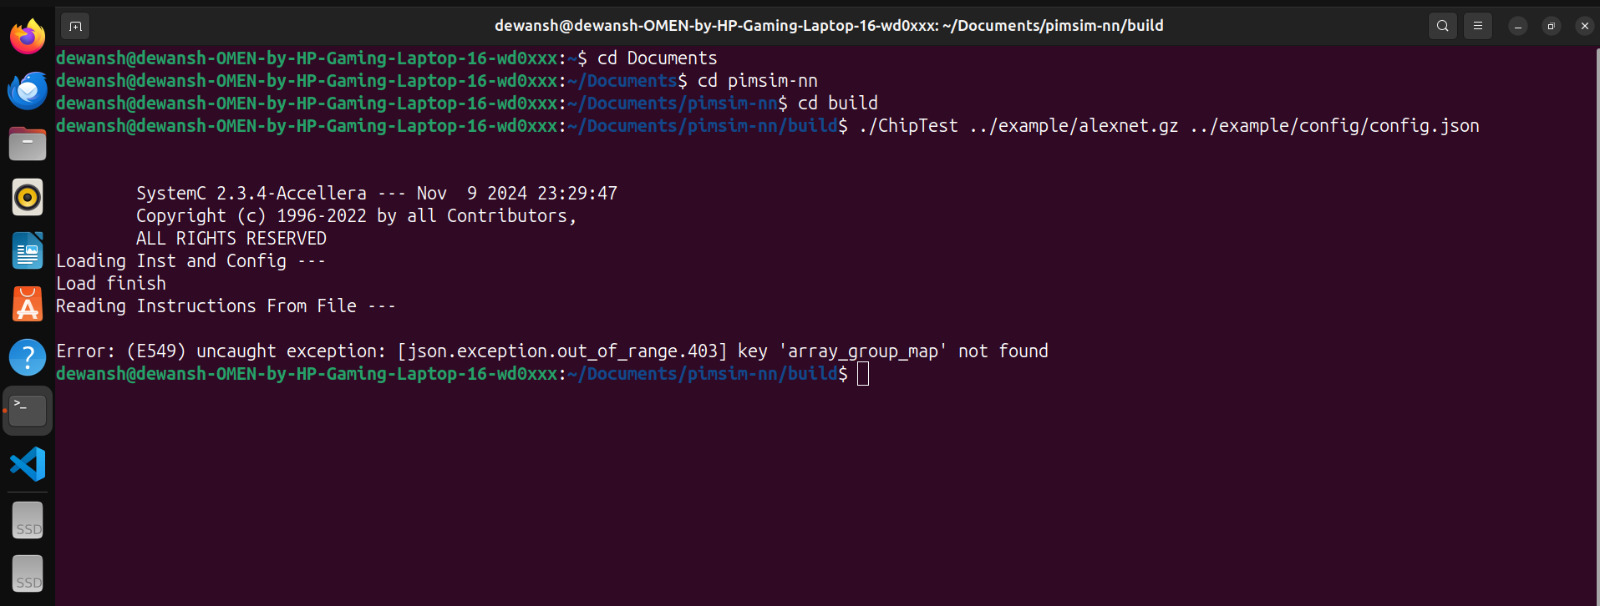 dewansh@dewansh-OMEN-by-HP-Gaming-Laptop-16-wd0xxx: ~/Documents/pimsim-nn/build
dewansh@dewansh-OMEN-by-HP-Gaming-Laptop-16-wd0xxx:~$ cd Documents
dewansh@dewansh-OMEN-by-HP-Gaming-Laptop-16-wd0xxx:~/Documents$ cd pimsim-nn
dewansh@dewansh-OMEN-by-HP-Gaming-Laptop-16-wd0xxx:~/Documents/pimsim-nn$ cd build
dewansh@dewansh-OMEN-by-HP-Gaming-Laptop-16-wd0xxx:~/Documents/pimsim-nn/build$ ./ChipTest ../example/alexnet.gz ../example/config/config.json
SystemC 2.3.4-Accellera --- Nov  9 2024 23:29:47
Copyright (c) 1996-2022 by all Contributors,
ALL RIGHTS RESERVED
Loading Inst and Config ---
Load finish
Reading Instructions From File ---
Error: (E549) uncaught exception: [json.exception.out_of_range.403] key 'array_group_map' not found
dewansh@dewansh-OMEN-by-HP-Gaming-Laptop-16-wd0xxx:~/Documents/pimsim-nn/build$
SSD
SSD